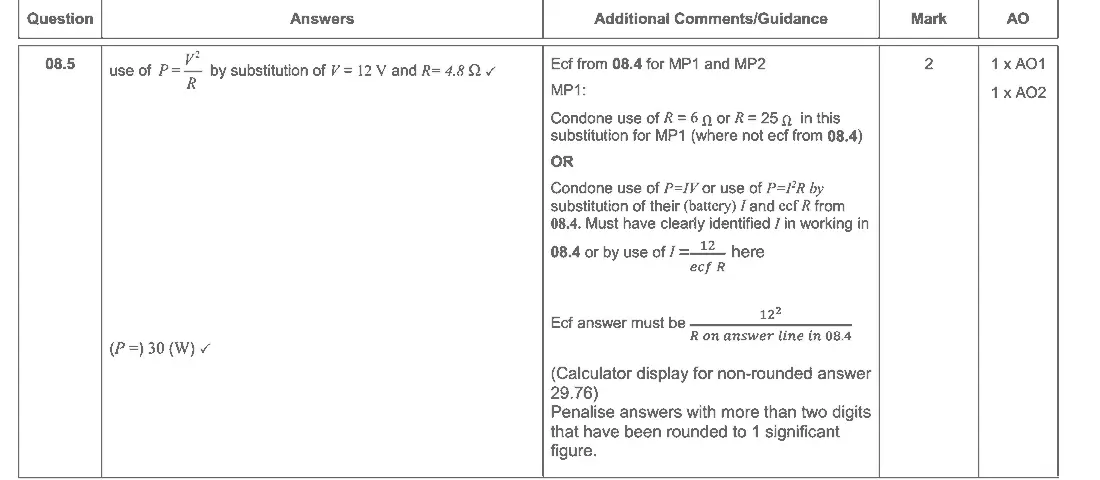 Question Answers Additional Comments/Guidance Mark AO
08.5 use of P = V²/R by substitution of V = 12 V and R= 4.8 Ω ✓ Ecf from 08.4 for MP1 and MP2 2 1 x AO1
MP1: 1 x AO2
Condone use of R = 6 Ω or R = 25 Ω in this
substitution for MP1 (where not ecf from 08.4)
OR
Condone use of P=IV or use of P=I²R by
substitution of their (battery) I and ecf R from
08.4. Must have clearly identified I in working in
08.4 or by use of I = 12/ecf R here
Ecf answer must be 12²/R on answer line in 08.4
(P =) 30 (W) ✓
(Calculator display for non-rounded answer
29.76)
Penalise answers with more than two digits
that have been rounded to 1 significant
figure.